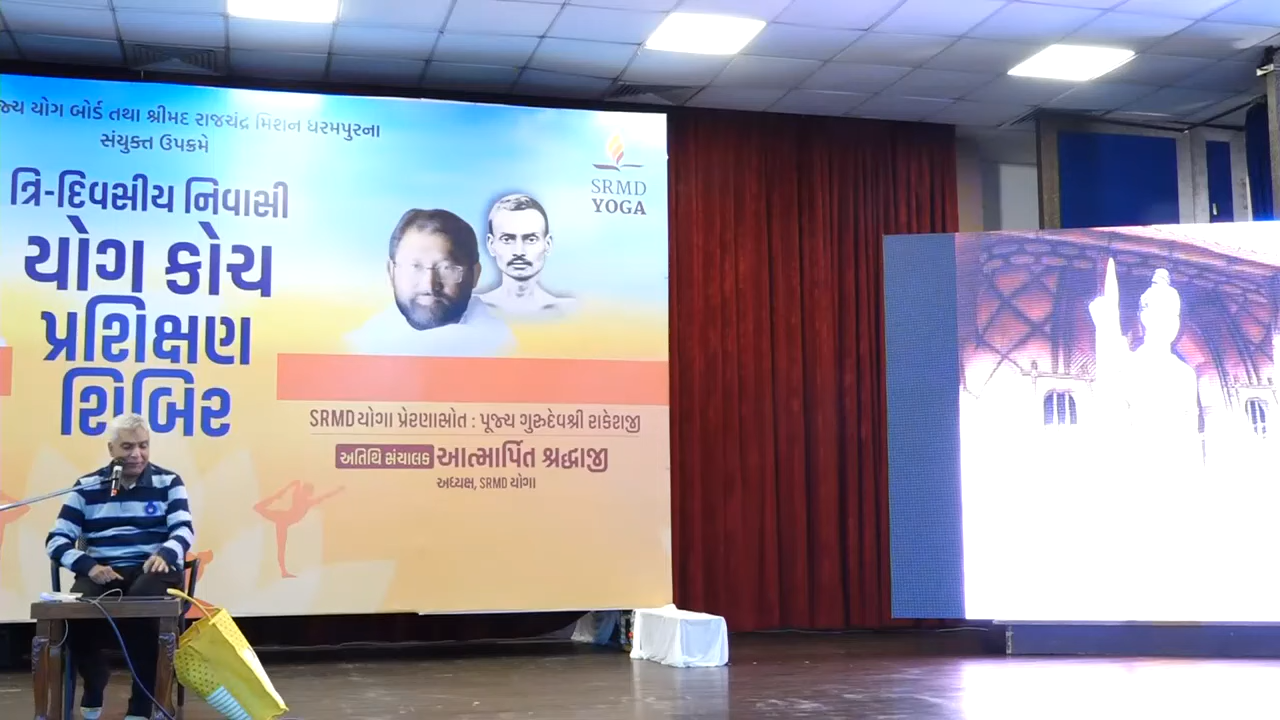 યોગ બોર્ડ તથા શ્રીમદ રાજચંદ્ર મિશન ધરમપુરના
સંયુક્ત ઉપક્રમે
ત્રિ-દિવસીય નિવાસી
યોગ કોચ
પ્રશિક્ષણ
શિબિર
SRMD
YOGA
SRMD યોગા પ્રેરણાસ્રોત : પૂજ્ય ગુરુદેવશ્રી રાકેશજી
અતિથિ સંચાલક આત્માર્પિત શ્રદ્ધાજી
અધ્યક્ષ, SRMD યોગા